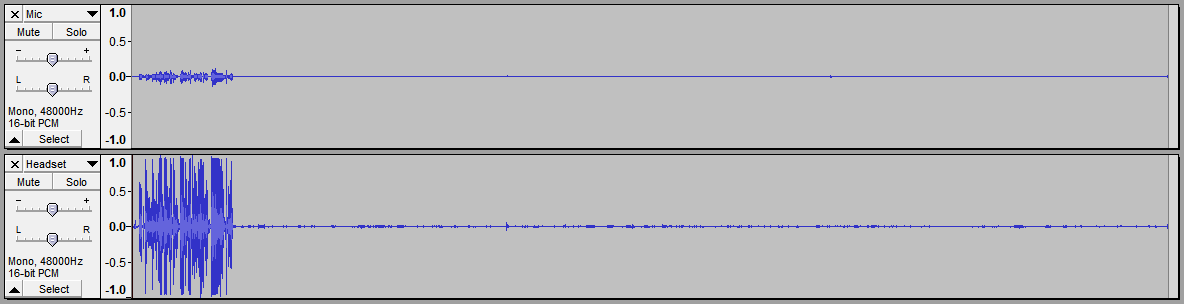 × Mic ▼ 1.0
Mute Solo
0.5
- +
L R
0.0
Mono, 48000Hz
16-bit PCM
-0.5
▲ Select
-1.0
× Headset ▼ 1.0
Mute Solo
0.5
- +
L R
0.0
Mono, 48000Hz
16-bit PCM
-0.5
▲ Select
-1.0